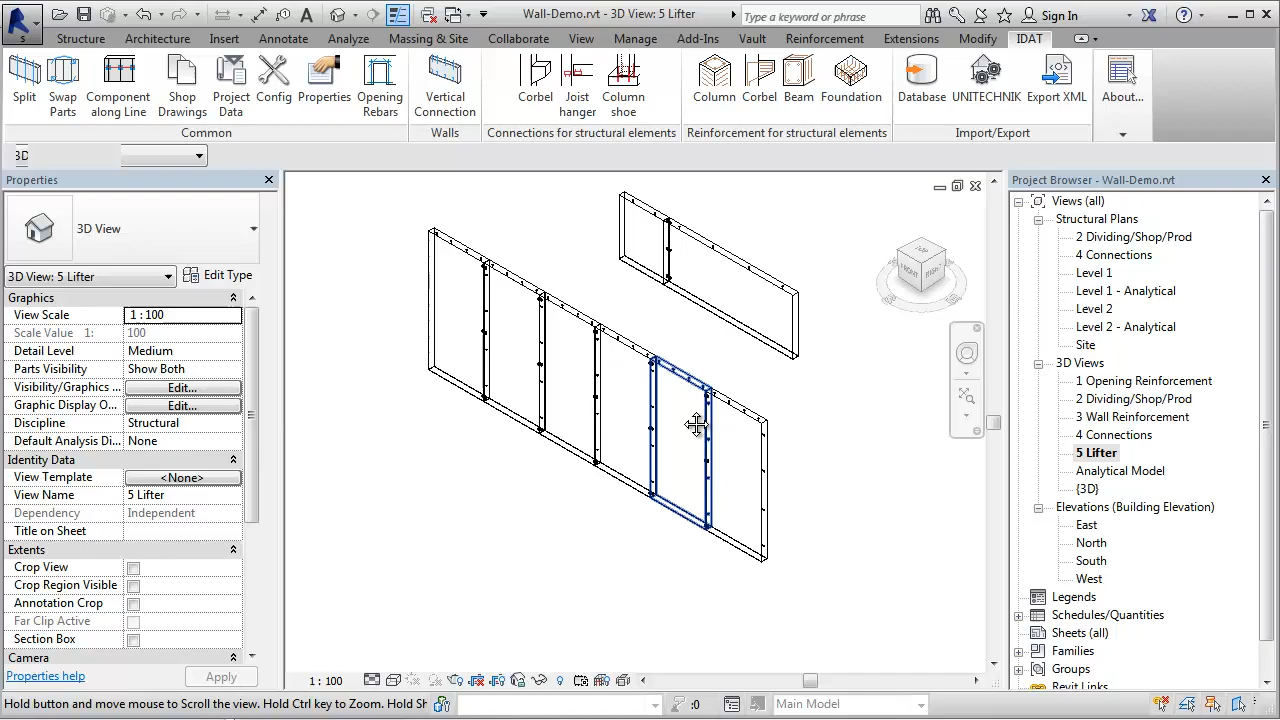 Wall-Demo.rvt - 3D View: 5 Lifter
Type a keyword or phrase
Sign In
Structure Architecture Insert Annotate Analyze Massing & Site Collaborate View Manage Add-Ins Vault Reinforcement Extensions Modify IDAT
Split
Swap Parts
Component along Line
Shop Drawings
Project Data
Config
Properties
Opening Rebars
Vertical Connection
Corbel
Joist hanger
Column shoe
Column
Corbel
Beam
Foundation
Database
UNITECHNIK
Export XML
About...
Common
Walls
Connections for structural elements
Reinforcement for structural elements
Import/Export
3D
Properties
3D View
3D View: 5 Lifter
Edit Type
Graphics
View Scale 1 : 100
Scale Value 1: 100
Detail Level Medium
Parts Visibility Show Both
Visibility/Graphics ... Edit...
Graphic Display O... Edit...
Discipline Structural
Default Analysis Di... None
Identity Data
View Template <None>
View Name 5 Lifter
Dependency Independent
Title on Sheet
Extents
Crop View
Crop Region Visible
Annotation Crop
Far Clip Active
Section Box
Camera
Properties help
Apply
TOP
FRONT
RIGHT
1 : 100
Project Browser - Wall-Demo.rvt
Views (all)
Structural Plans
2 Dividing/Shop/Prod
4 Connections
Level 1
Level 1 - Analytical
Level 2
Level 2 - Analytical
Site
3D Views
1 Opening Reinforcement
2 Dividing/Shop/Prod
3 Wall Reinforcement
4 Connections
5 Lifter
Analytical Model
{3D}
Elevations (Building Elevation)
East
North
South
West
Legends
Schedules/Quantities
Sheets (all)
Families
Groups
Revit Links
Hold button and move mouse to Scroll the view. Hold Ctrl key to Zoom. Hold Sh
:0
Main Model